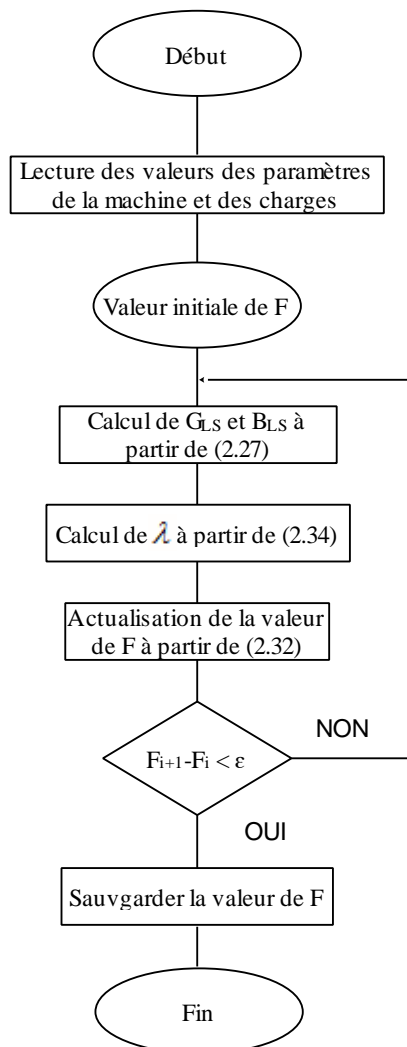 Début
Lecture des valeurs des paramètres
de la machine et des charges
Valeur initiale de F
Calcul de GLS et BLS à
partir de (2.27)
Calcul de λ à partir de (2.34)
Actualisation de la valeur
de F à partir de (2.32)
Fi+1-Fi < ε
NON
OUI
Sauvgarder la valeur de F
Fin